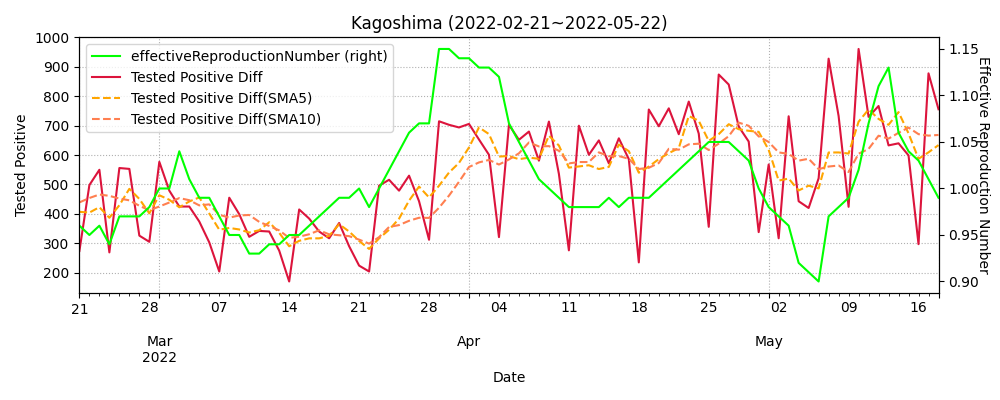 Kagoshima (2022-02-21~2022-05-22)
effectiveReproductionNumber (right)
Tested Positive Diff
Tested Positive Diff(SMA5)
Tested Positive Diff(SMA10)
Tested Positive
1000
900
800
700
600
500
400
300
200
1.15
1.10
1.05
1.00
0.95
0.90
Effective Reproduction Number
21 28 07 14 21 28 04 11 18 25 02 09 16
Mar Apr May
2022
Date